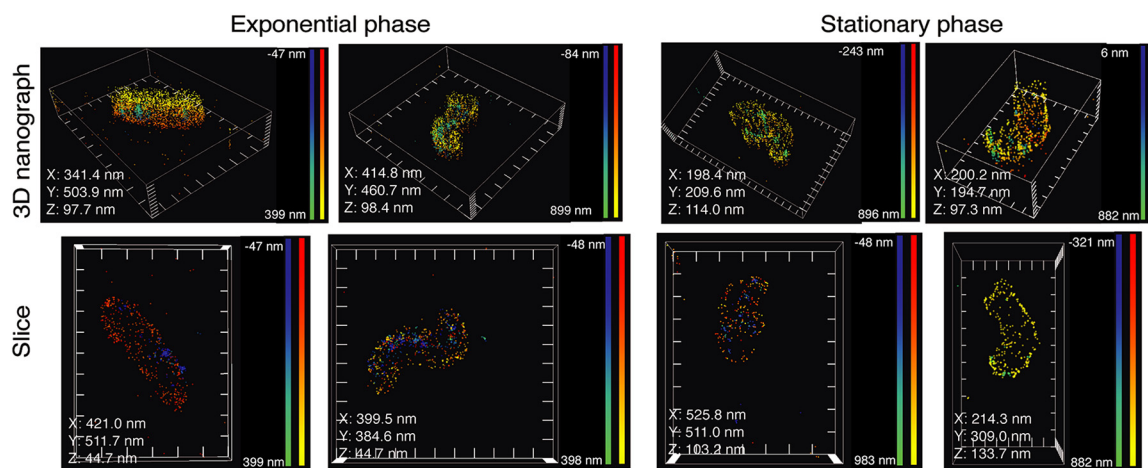 Exponential phase
Stationary phase
3D nanograph
-47 nm
X: 341.4 nm
Y: 503.9 nm
Z: 97.7 nm
399 nm
-84 nm
X: 414.8 nm
Y: 460.7 nm
Z: 98.4 nm
899 nm
-243 nm
X: 198.4 nm
Y: 209.6 nm
Z: 114.0 nm
896 nm
6 nm
X: 200.2 nm
Y: 194.7 nm
Z: 97.3 nm
882 nm
Slice
-47 nm
X: 421.0 nm
Y: 511.7 nm
Z: 44.7 nm
399 nm
-48 nm
X: 399.5 nm
Y: 384.6 nm
Z: 44.7 nm
398 nm
-48 nm
X: 525.8 nm
Y: 511.0 nm
Z: 103.2 nm
983 nm
-321 nm
X: 214.3 nm
Y: 309.0 nm
Z: 133.7 nm
882 nm